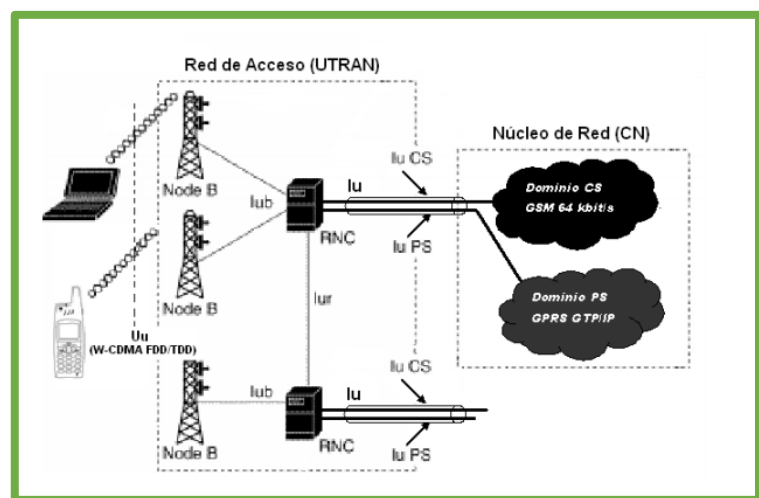 Red de Acceso (UTRAN)
Núcleo de Red (CN)
Iu CS
Iu
Dominio CS
GSM 64 kbit/s
Node B
Iub
RNC
Iu PS
Dominio PS
GPRS GTP/IP
Node B
Iur
Uu
(W-CDMA FDD/TDD)
Iu CS
Iu
Iub
Node B
RNC
Iu PS